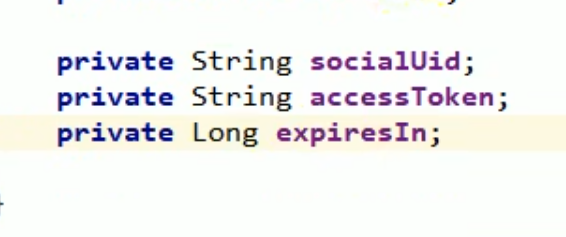 private String socialUid;
private String accessToken;
private Long expiresIn;
}